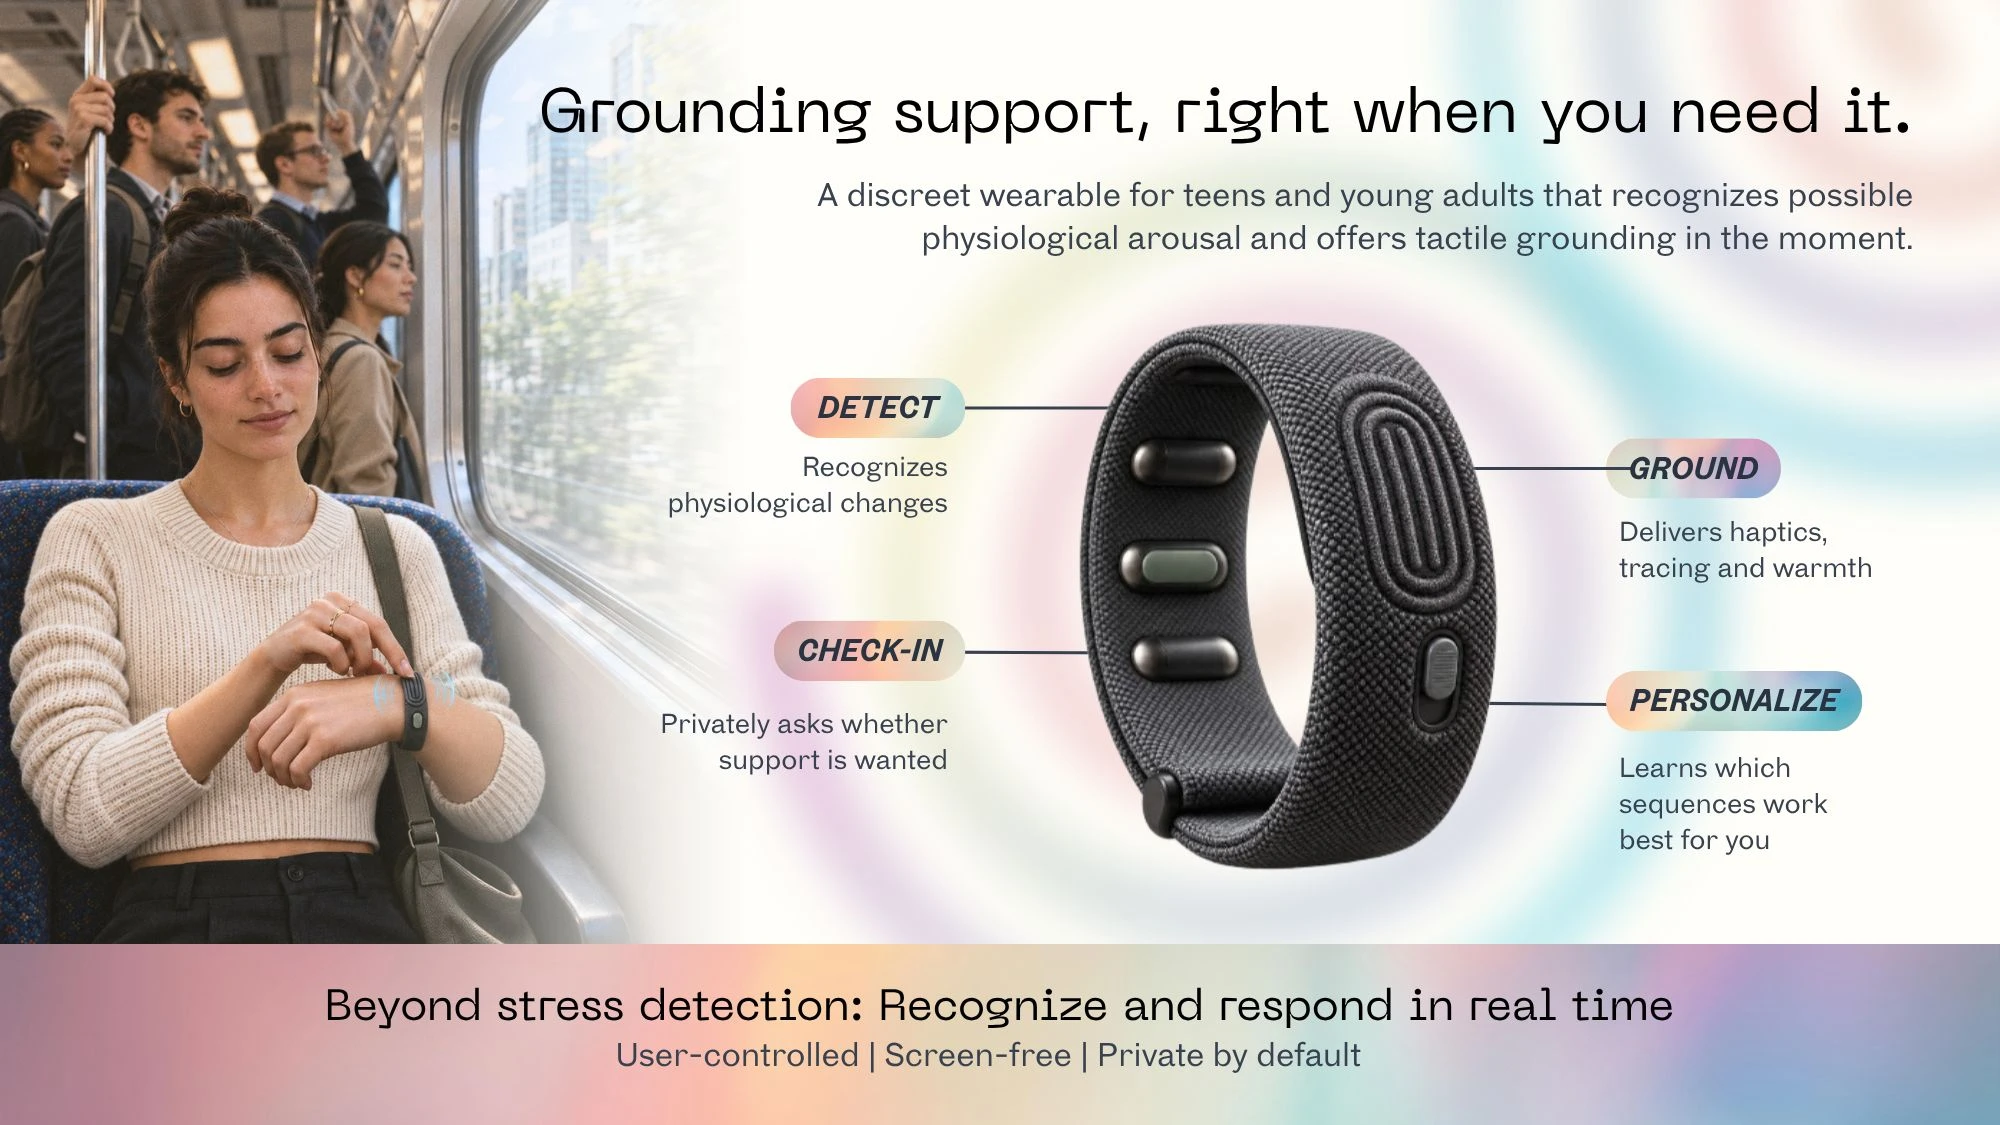 Grounding support, right when you need it.
A discreet wearable for teens and young adults that recognizes possible
physiological arousal and offers tactile grounding in the moment.
DETECT
Recognizes
physiological changes
CHECK-IN
Privately asks whether
support is wanted
GROUND
Delivers haptics,
tracing and warmth
PERSONALIZE
Learns which
sequences work
best for you
Beyond stress detection: Recognize and respond in real time
User-controlled | Screen-free | Private by default